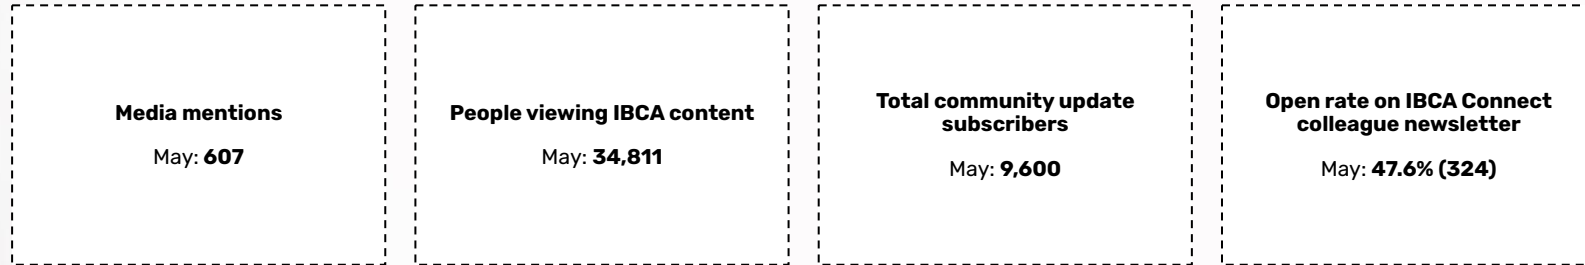 Media mentions
May: 607
People viewing IBCA content
May: 34,811
Total community update
subscribers
May: 9,600
Open rate on IBCA Connect
colleague newsletter
May: 47.6% (324)